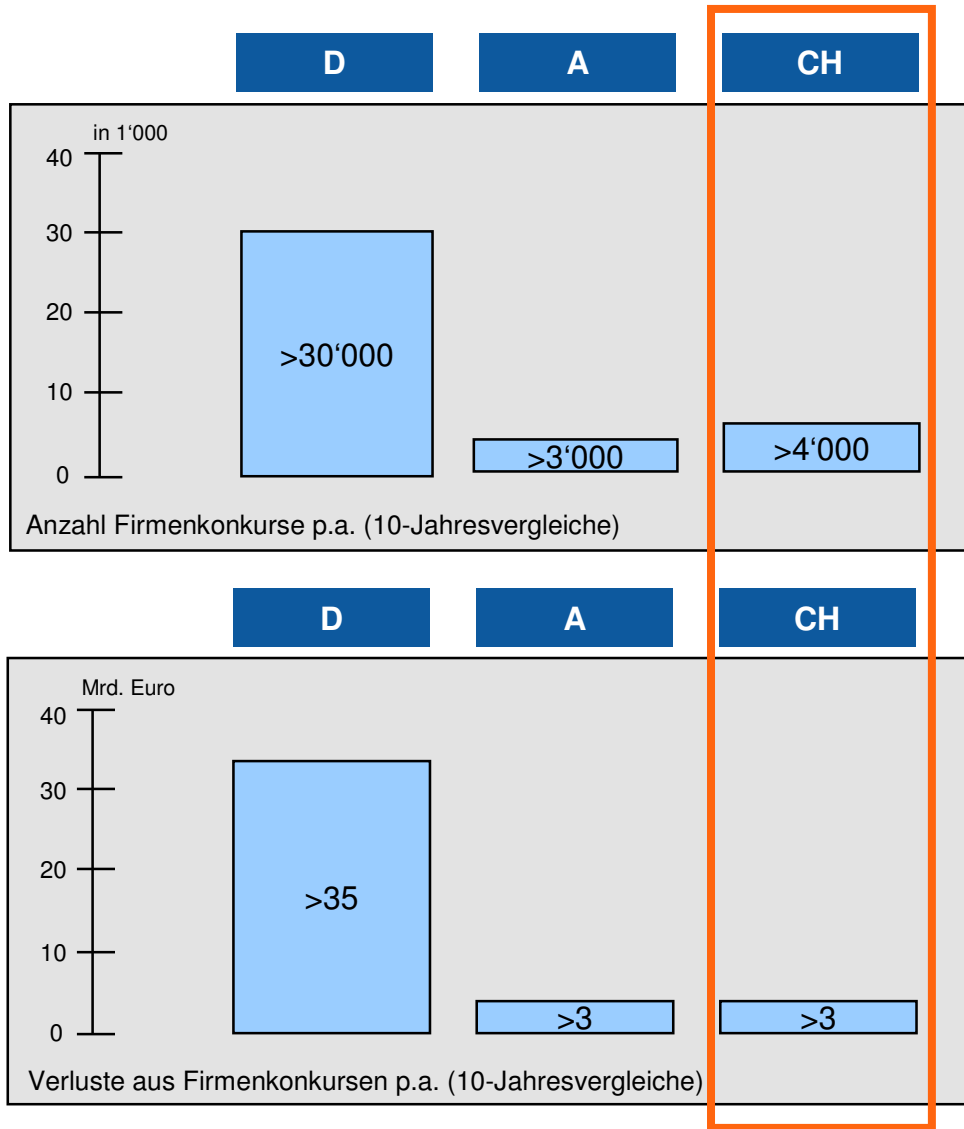 D A CH
in 1‘000
40
30
20
10
0
>30‘000
>3‘000
>4‘000
Anzahl Firmenkonkurse p.a. (10-Jahresvergleiche)
D A CH
Mrd. Euro
40
30
20
10
0
>35
>3
>3
Verluste aus Firmenkonkursen p.a. (10-Jahresvergleiche)